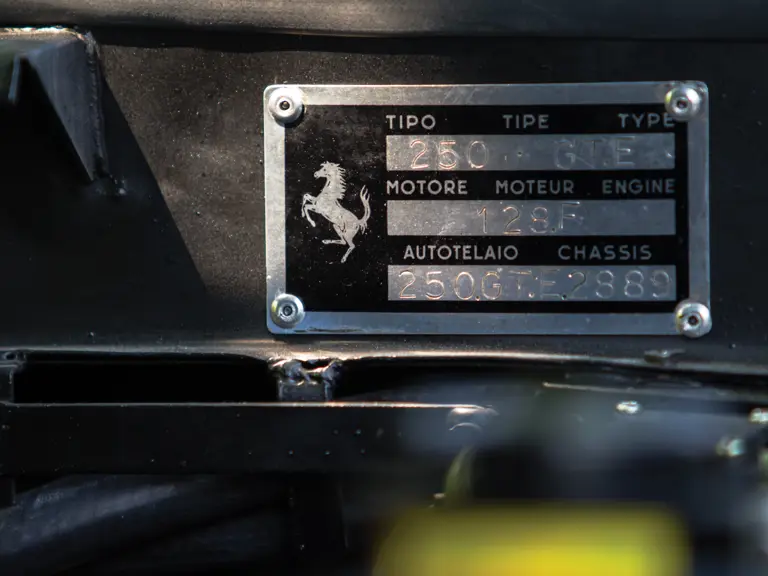 TIPO TIPE TYPE
250 - GTE
MOTORE MOTEUR ENGINE
128F
AUTOTELAIO CHASSIS
250GTE2889